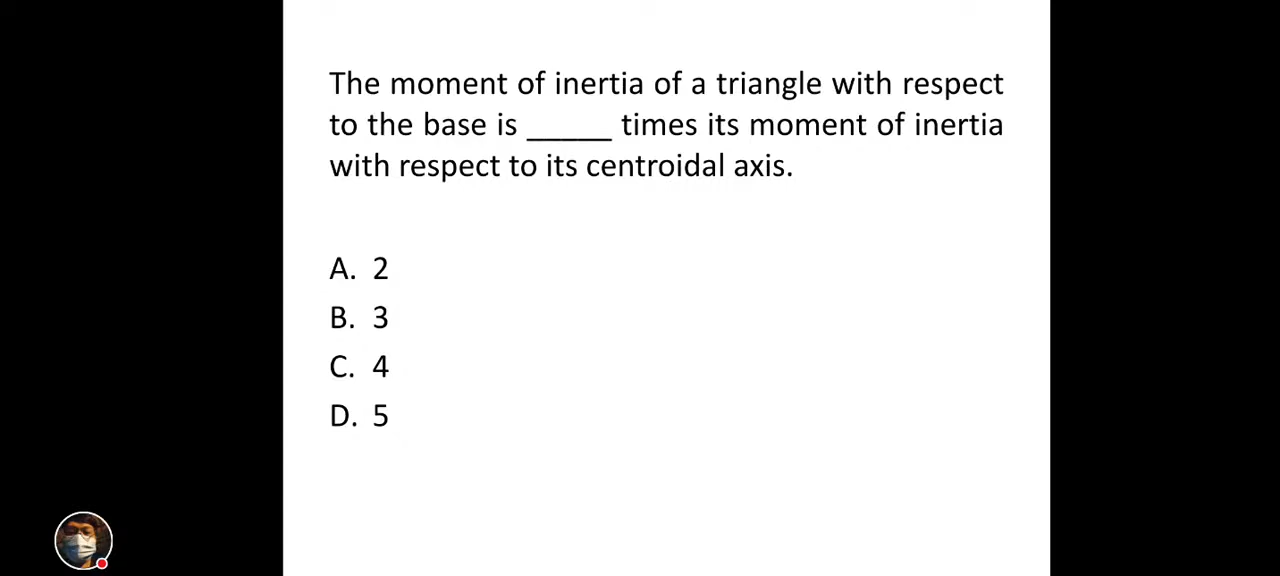 The moment of inertia of a triangle with respect
to the base is _____ times its moment of inertia
with respect to its centroidal axis.
A. 2
B. 3
C. 4
D. 5